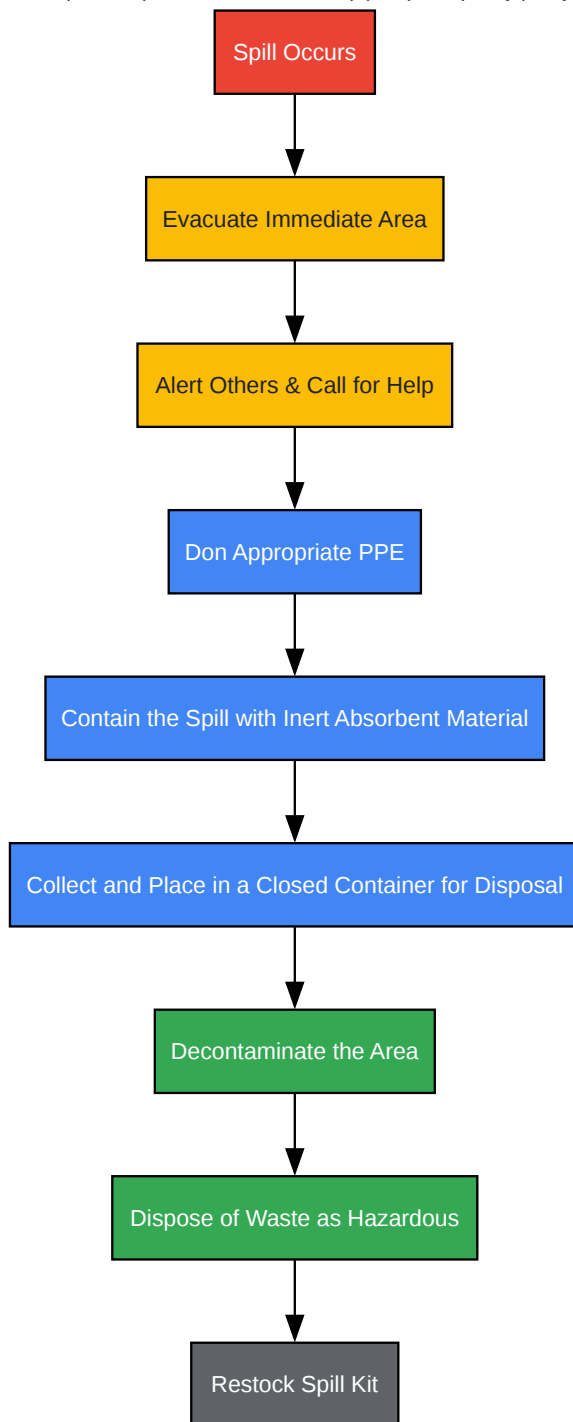 Spill Occurs
Evacuate Immediate Area
Alert Others & Call for Help
Don Appropriate PPE
Contain the Spill with Inert Absorbent Material
Collect and Place in a Closed Container for Disposal
Decontaminate the Area
Dispose of Waste as Hazardous
Restock Spill Kit